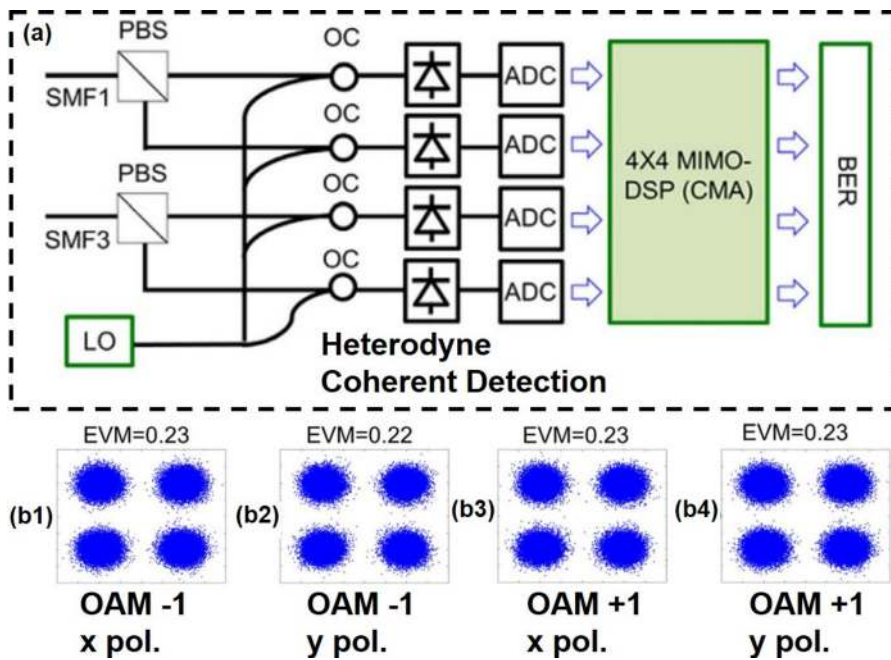 (a)
PBS
OC
SMF1
ADC
OC
ADC
PBS
OC
SMF3
ADC
OC
ADC
LO
4X4 MIMO-
DSP (CMA)
BER
Heterodyne
Coherent Detection
EVM=0.23
EVM=0.22
EVM=0.23
EVM=0.23
(b1)
(b2)
(b3)
(b4)
OAM -1
x pol.
OAM -1
y pol.
OAM +1
x pol.
OAM +1
y pol.